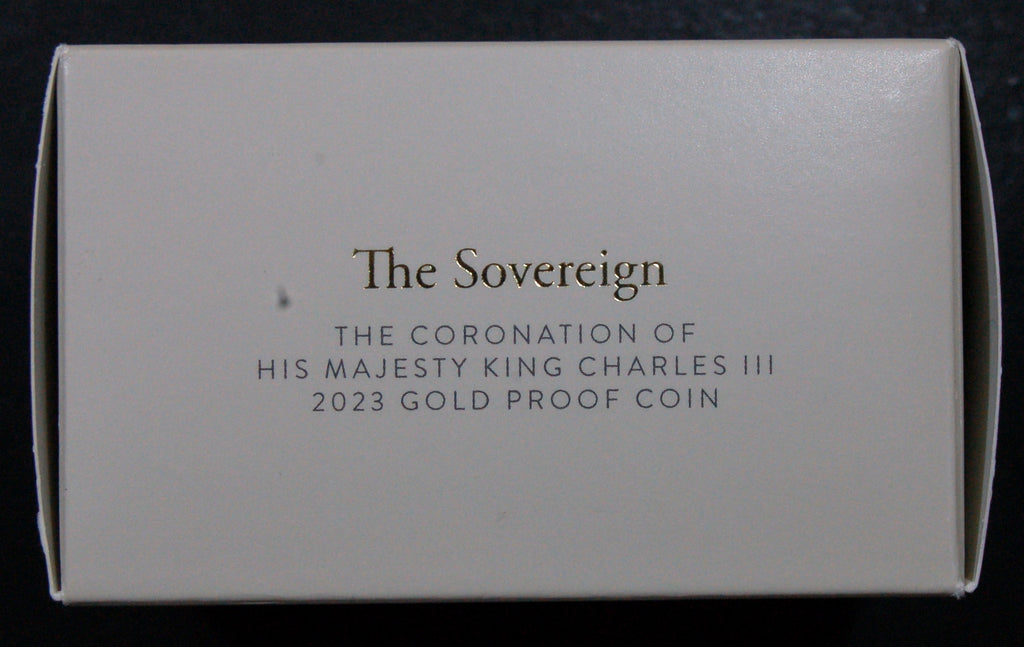 The Sovereign
THE CORONATION OF
HIS MAJESTY KING CHARLES III
2023 GOLD PROOF COIN